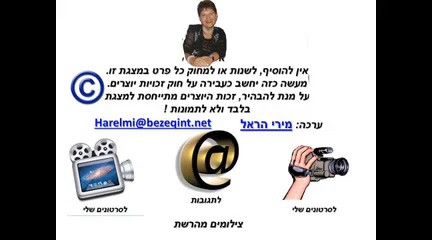 אין להוסיף, לשנות או למחוק כל פרט במצגת זו.
מעשה כזה יחשב כעבירה על חוק זכויות יוצרים.
על מנת להבהיר, זכות היוצרים מתייחסת למצגת
בלבד ולא לתמונות !
ערכה: מירי הראל Harelmi@bezeqint.net
לסרטונים שלי
לתגובות
לסרטונים שלי
צילומים מהרשת